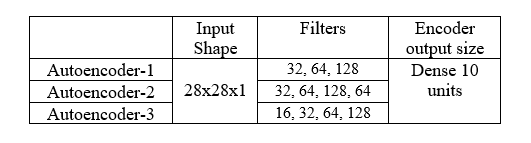 Input Shape Filters Encoder output size
Autoencoder-1 28x28x1 32, 64, 128 Dense 10 units
Autoencoder-2 32, 64, 128, 64
Autoencoder-3 16, 32, 64, 128